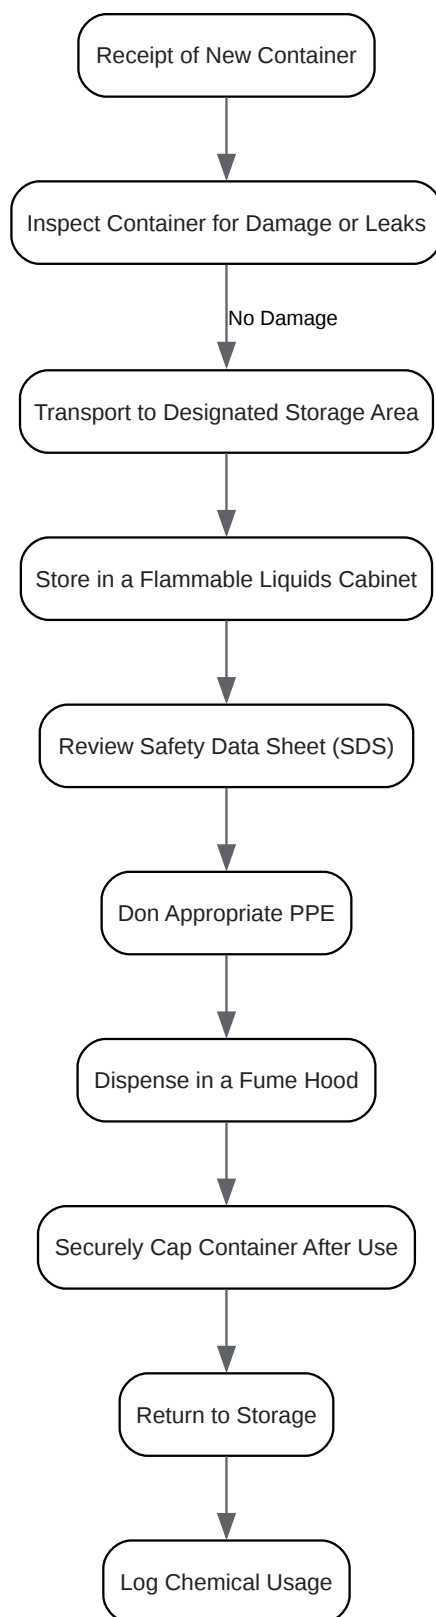 Receipt of New Container
Inspect Container for Damage or Leaks
No Damage
Transport to Designated Storage Area
Store in a Flammable Liquids Cabinet
Review Safety Data Sheet (SDS)
Don Appropriate PPE
Dispense in a Fume Hood
Securely Cap Container After Use
Return to Storage
Log Chemical Usage